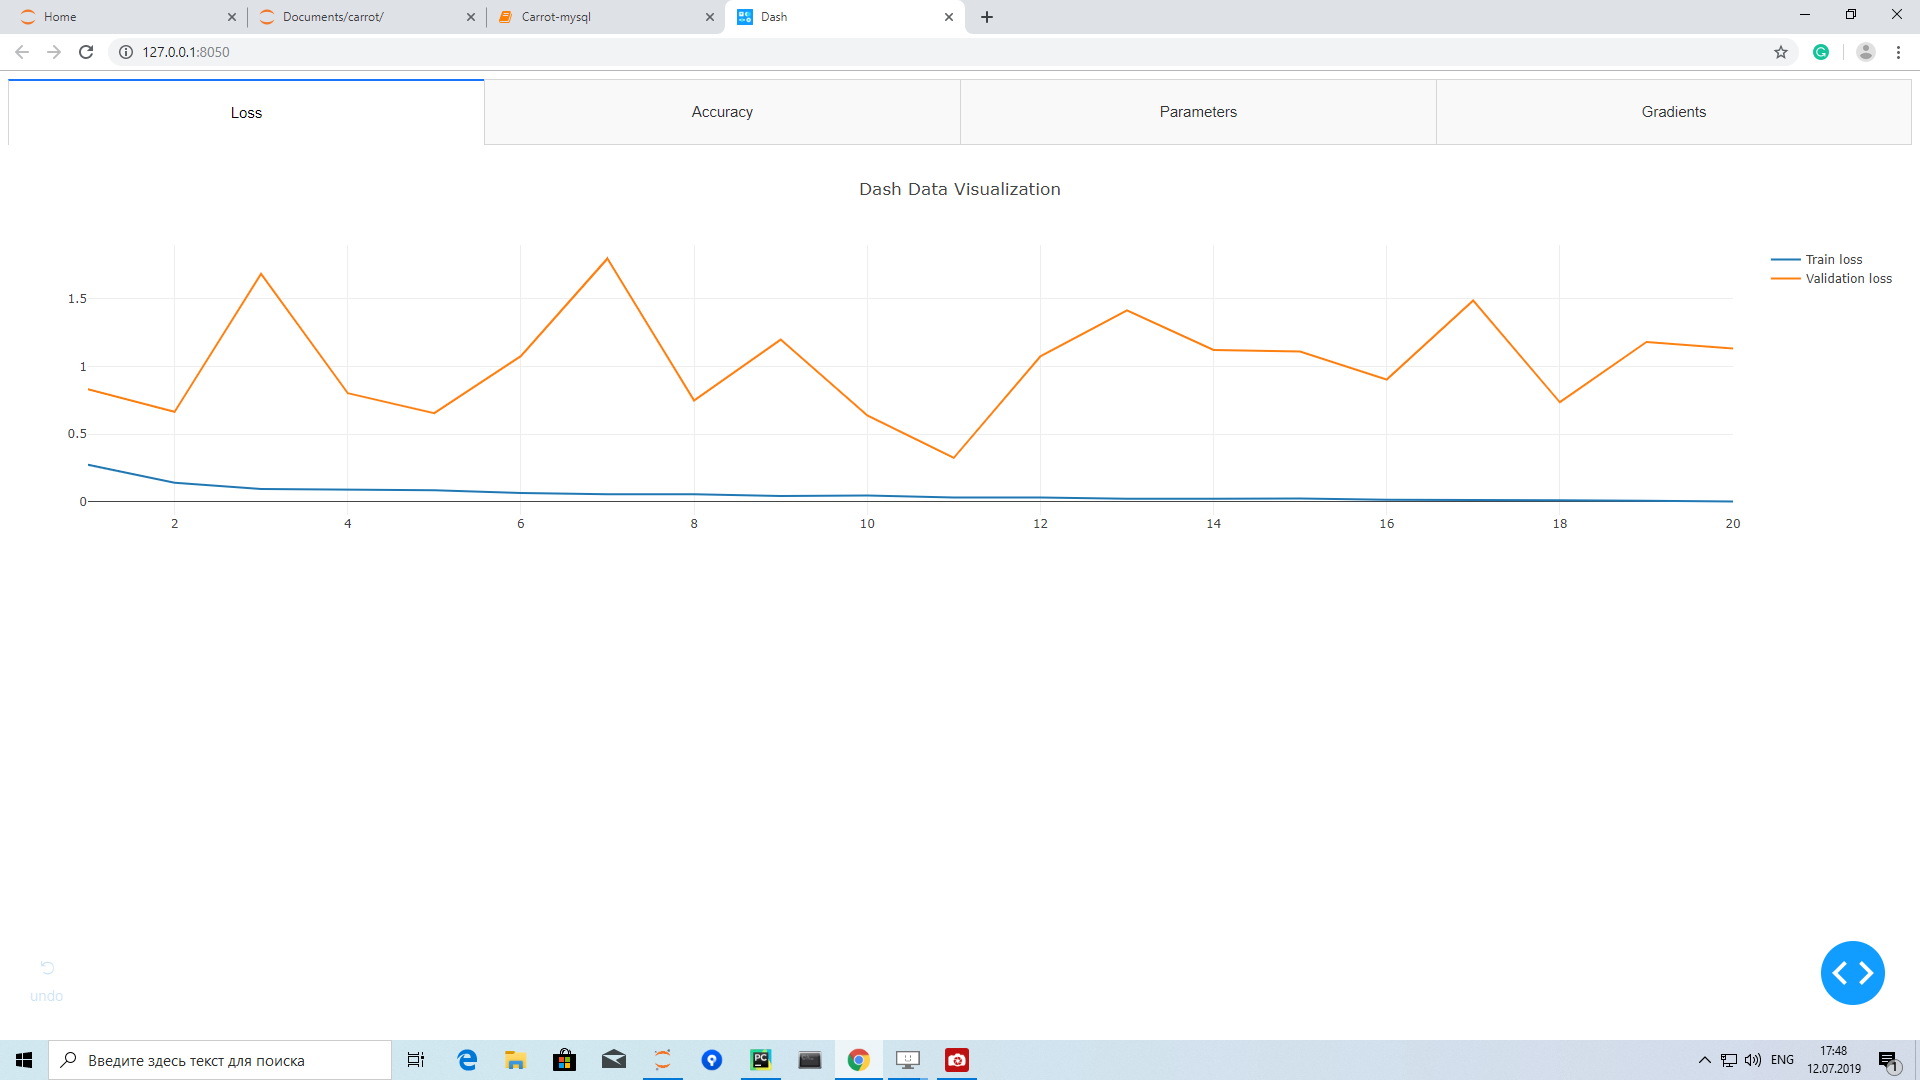 Home
Documents/carrot/
Carrot-mysql
Dash
127.0.0.1:8050
Loss
Accuracy
Parameters
Gradients
Dash Data Visualization
Train loss
Validation loss
1.5
1
0.5
0
2 4 6 8 10 12 14 16 18 20
undo
Введите здесь текст для поиска
PC
ENG
17:48
12.07.2019
1